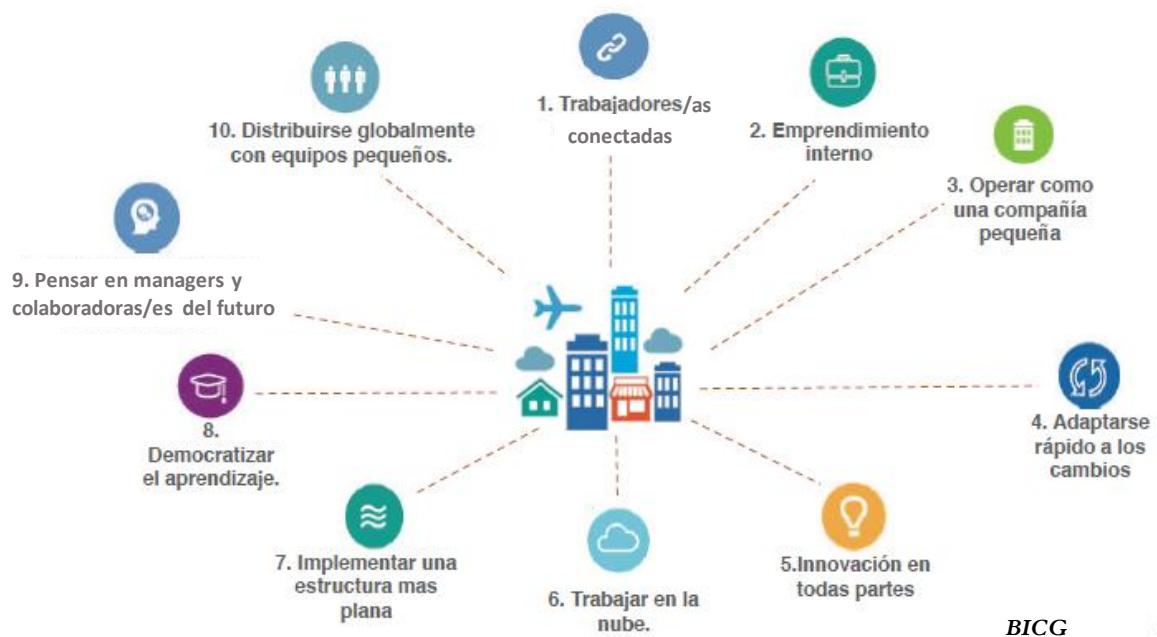 1. Trabajadores/as
conectadas
2. Emprendimiento
interno
3. Operar como
una compañía
pequeña
4. Adaptarse
rápido a los
cambios
5.Innovación en
todas partes
6. Trabajar en la
nube.
7. Implementar una
estructura mas
plana
8.
Democratizar
el aprendizaje.
9. Pensar en managers y
colaboradoras/es del futuro
10. Distribuirse globalmente
con equipos pequeños.
BICG